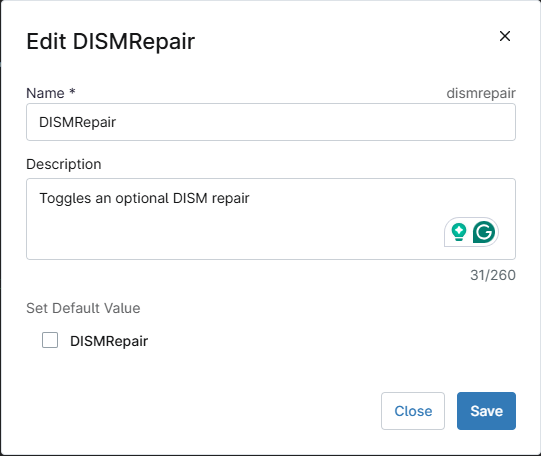 Edit DISMRepair
Name * dismrepair
DISMRepair
Description
Toggles an optional DISM repair
31/260
Set Default Value
DISMRepair
Close Save